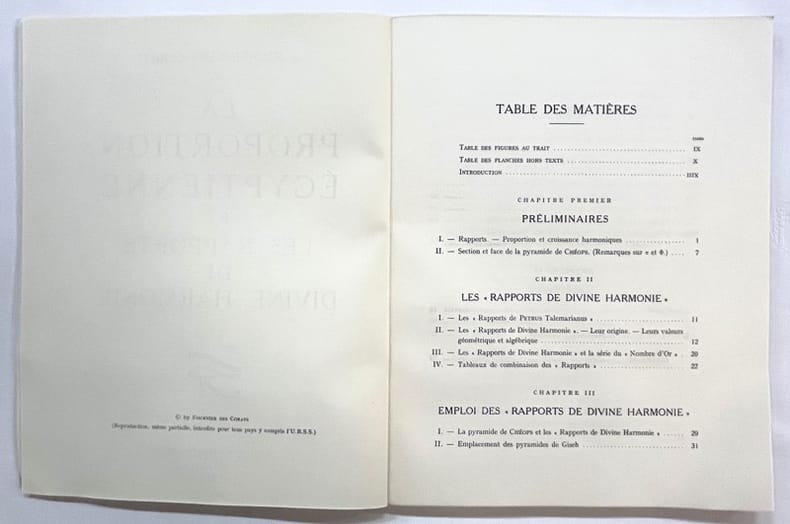 © by Fournier des Corats
(Reproduction, même partielle, interdite pour tous pays y compris l'U.R.S.S.)
TABLE DES MATIÈRES
PAGES
TABLE DES FIGURES AU TRAIT IX
TABLE DES PLANCHES HORS TEXTE X
INTRODUCTION IIIX
CHAPITRE PREMIER
PRÉLIMINAIRES
I. — Rapports. — Proportion et croissance harmoniques 1
II. — Section et face de la pyramide de CHÉOPS. (Remarques sur π et Φ.) 7
CHAPITRE II
LES « RAPPORTS DE DIVINE HARMONIE »
I. — Les « Rapports de PETRUS Talemarianus » 11
II. — Les « Rapports de Divine Harmonie ». — Leur origine. — Leurs valeurs
géométrique et algébrique 12
III. — Les « Rapports de Divine Harmonie » et la série du « Nombre d'Or » 20
IV. — Tableaux de combinaison des « Rapports » 22
CHAPITRE III
EMPLOI DES « RAPPORTS DE DIVINE HARMONIE »
I. — La pyramide de CHÉOPS et les « Rapports de Divine Harmonie » 29
II. — Emplacement des pyramides de Giseh 31